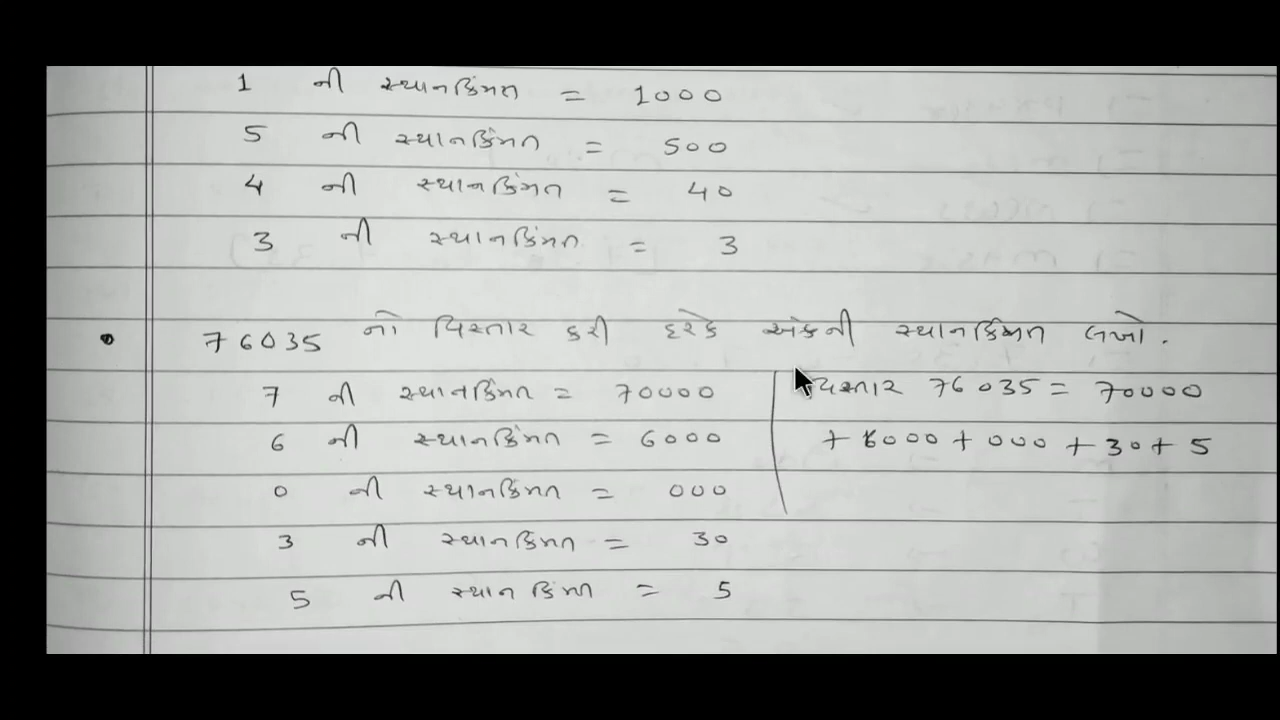 1 ની સ્થાનકિંમત = 1000
5 ની સ્થાનકિંમત = 500
4 ની સ્થાનકિંમત = 40
3 ની સ્થાનકિંમત = 3
76035 નો વિસ્તાર કરી દરેક અંકની સ્થાનકિંમત લખો.
7 ની સ્થાનકિંમત = 70000
6 ની સ્થાનકિંમત = 6000
0 ની સ્થાનકિંમત = 000
3 ની સ્થાનકિંમત = 30
5 ની સ્થાનકિંમત = 5
વિસ્તાર 76035 = 70000
+ 6000 + 000 + 30 + 5